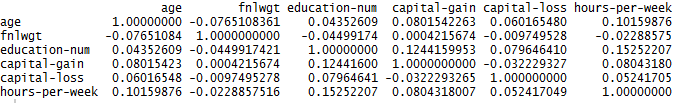 age fnlwgt education-num capital-gain capital-loss hours-per-week
age 1.00000000 -0.0765108361 0.04352609 0.0801542263 0.060165480 0.10159876
fnlwgt -0.07651084 1.0000000000 -0.04499174 0.0004215674 -0.009749528 -0.02288575
education-num 0.04352609 -0.0449917421 1.00000000 0.1244159953 0.079646410 0.15252207
capital-gain 0.08015423 0.0004215674 0.12441600 1.0000000000 -0.032229327 0.08043180
capital-loss 0.06016548 -0.0097495278 0.07964641 -0.0322293265 1.000000000 0.05241705
hours-per-week 0.10159876 -0.0228857516 0.15252207 0.0804318007 0.052417049 1.00000000